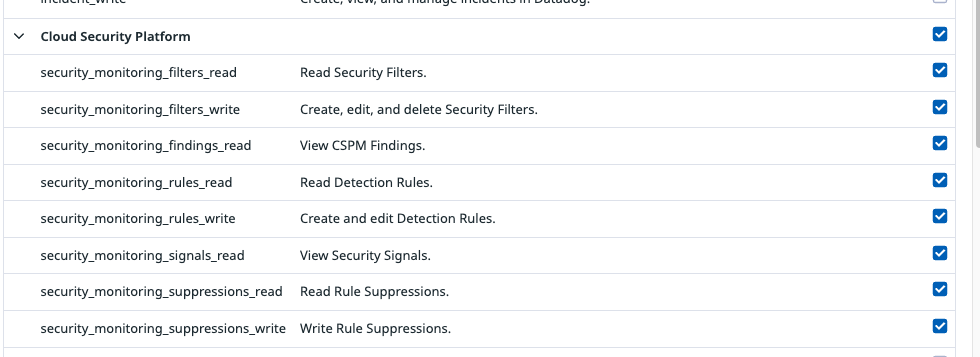 incident_write Create, view, and manage incidents in Datadog.
Cloud Security Platform
security_monitoring_filters_read Read Security Filters.
security_monitoring_filters_write Create, edit, and delete Security Filters.
security_monitoring_findings_read View CSPM Findings.
security_monitoring_rules_read Read Detection Rules.
security_monitoring_rules_write Create and edit Detection Rules.
security_monitoring_signals_read View Security Signals.
security_monitoring_suppressions_read Read Rule Suppressions.
security_monitoring_suppressions_write Write Rule Suppressions.